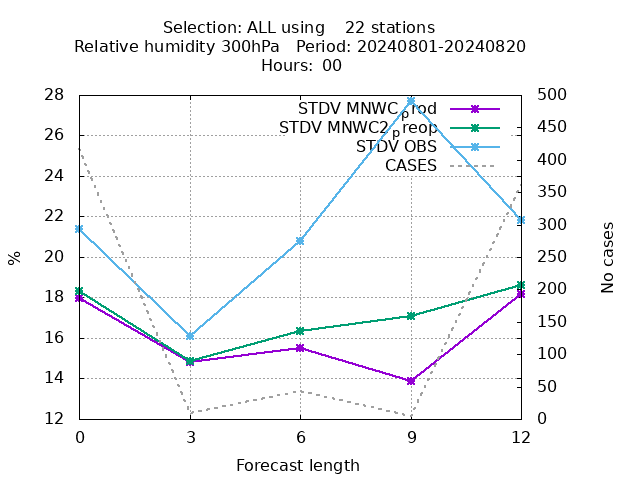 Selection: ALL using    22 stations
Relative humidity 300hPa   Period: 20240801-20240820
Hours: 00
STDV MNWC_prod
STDV MNWC2_preop
STDV OBS
CASES
28
26
24
22
20
18
16
14
12
500
450
400
350
300
250
200
150
100
50
0
%
No cases
0 3 6 9 12
Forecast length